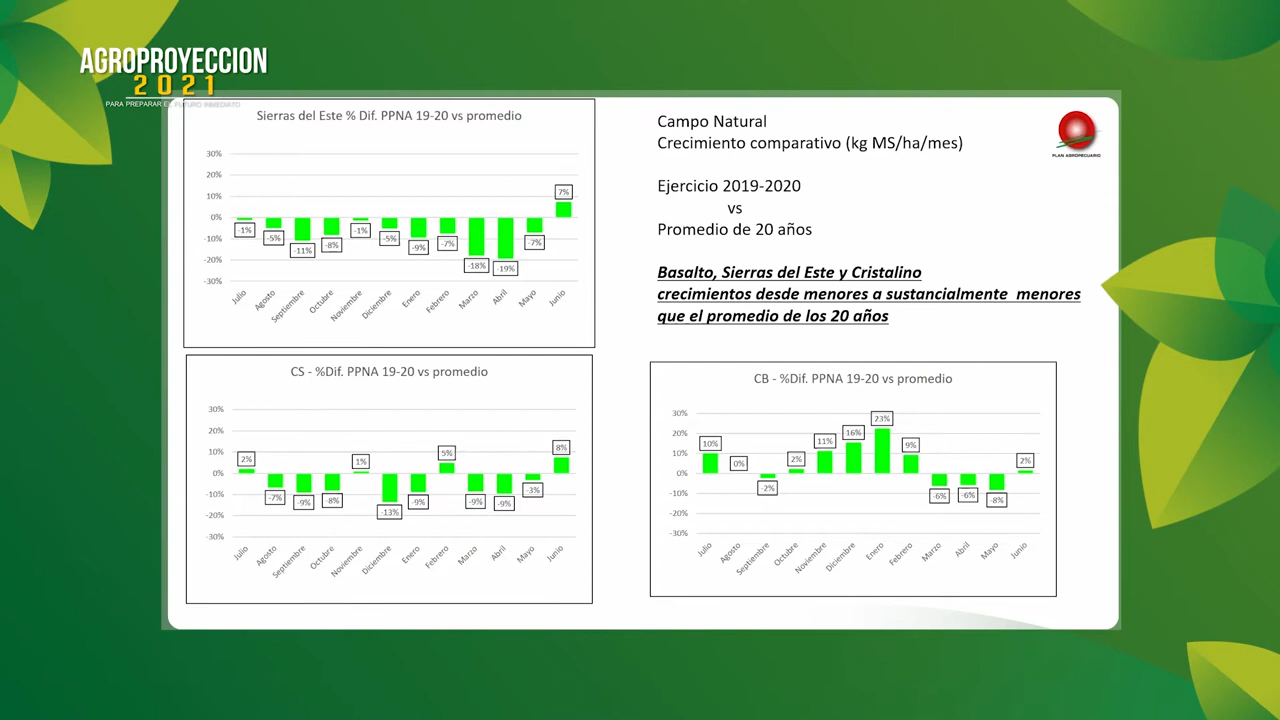 AGROPROYECCION
2021
PARA PREPARAR EL FUTURO INMEDIATO
Sierras del Este % Dif. PPNA 19-20 vs promedio
30%
20%
10%
0%
-10%
-20%
-30%
-1%
-5%
-11%
-8%
-1%
-5%
-9%
-7%
-18%
-19%
-7%
7%
Julio
Agosto
Septiembre
Octubre
Noviembre
Diciembre
Enero
Febrero
Marzo
Abril
Mayo
Junio
Campo Natural
Crecimiento comparativo (kg MS/ha/mes)
Ejercicio 2019-2020
vs
Promedio de 20 años
Basalto, Sierras del Este y Cristalino
crecimientos desde menores a sustancialmente menores
que el promedio de los 20 años
PLAN AGROPECUARIO
CS - %Dif. PPNA 19-20 vs promedio
30%
20%
10%
0%
-10%
-20%
-30%
2%
-7%
-9%
-8%
1%
-13%
-9%
5%
-9%
-9%
-3%
8%
Julio
Agosto
Septiembre
Octubre
Noviembre
Diciembre
Enero
Febrero
Marzo
Abril
Mayo
Junio
CB - %Dif. PPNA 19-20 vs promedio
30%
20%
10%
0%
-10%
-20%
-30%
10%
0%
-2%
2%
11%
16%
23%
9%
-6%
-6%
-8%
2%
Julio
Agosto
Septiembre
Octubre
Noviembre
Diciembre
Enero
Febrero
Marzo
Abril
Mayo
Junio